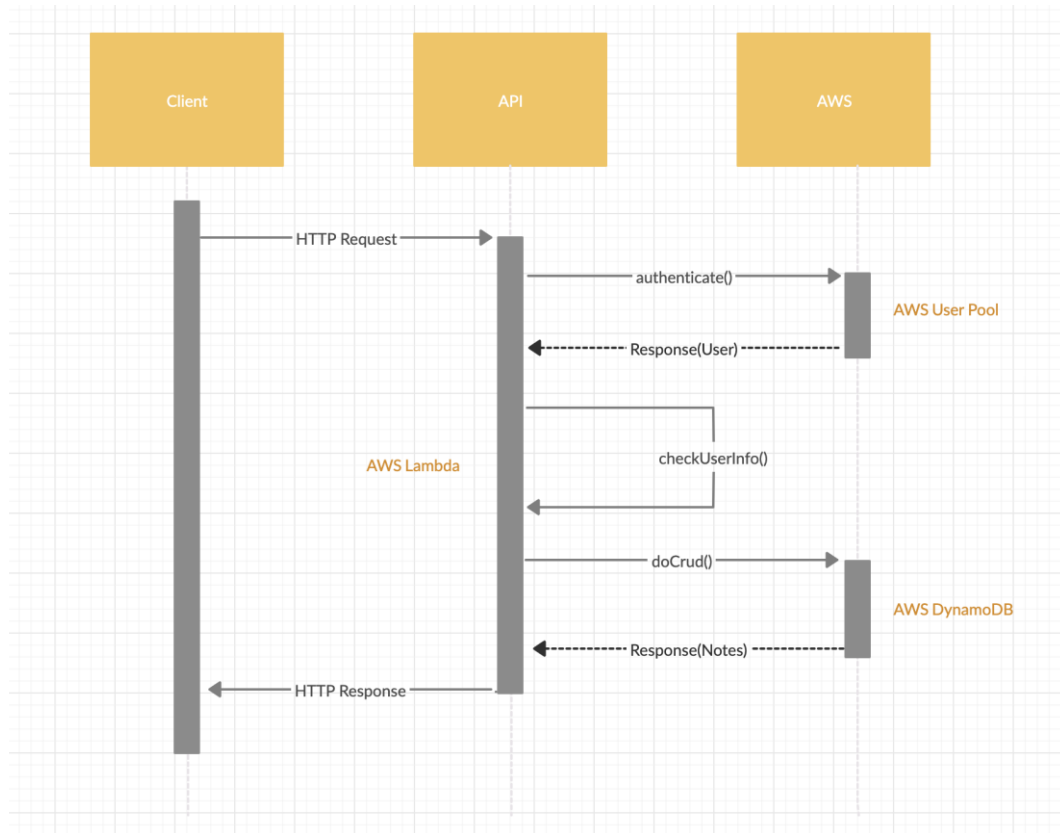 Client
API
AWS
HTTP Request
authenticate()
AWS User Pool
Response(User)
checkUserInfo()
AWS Lambda
doCrud()
AWS DynamoDB
Response(Notes)
HTTP Response